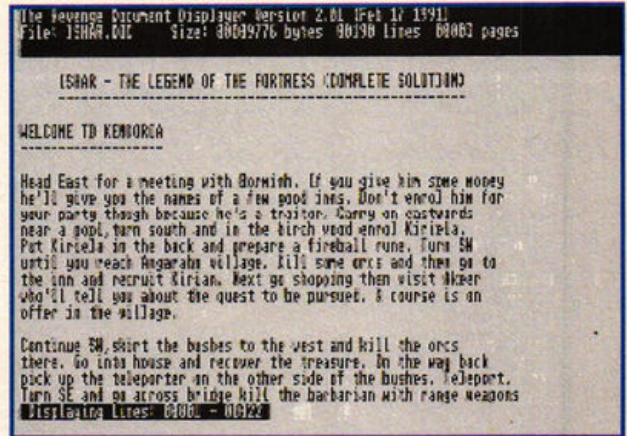 The Revenge Document Displayer Version 2.01 (Feb 17 1991)
File: ISHAR.DOC Size: 00009776 bytes 00190 Lines 00003 pages
ISHAR - THE LEGEND OF THE FORTRESS (COMPLETE SOLUTION)
WELCOME TO KENDOREA
Head East for a meeting with Borminh. If you give him some money
he'll give you the names of a few good inns. Don't enrol him for
your party though because he's a traitor. Carry on eastwards
near a pool, turn south and in the birch wood enrol Kiriela.
Put Kiriela in the back and prepare a fireball rune. Turn SW
until you reach Angarahn village. Kill some orcs and then go to
the inn and recruit Kirian. Next go shopping then visit Akeer
who'll tell you about the quest to be pursued. A course is on
offer in the village.
Continue SW, skirt the bushes to the west and kill the orcs
there. Go into house and recover the treasure. On the way back
pick up the teleporter on the other side of the bushes. Teleport.
Turn SE and go across bridge kill the barbarian with range weapons
Displaying Lines: 00001 - 00022